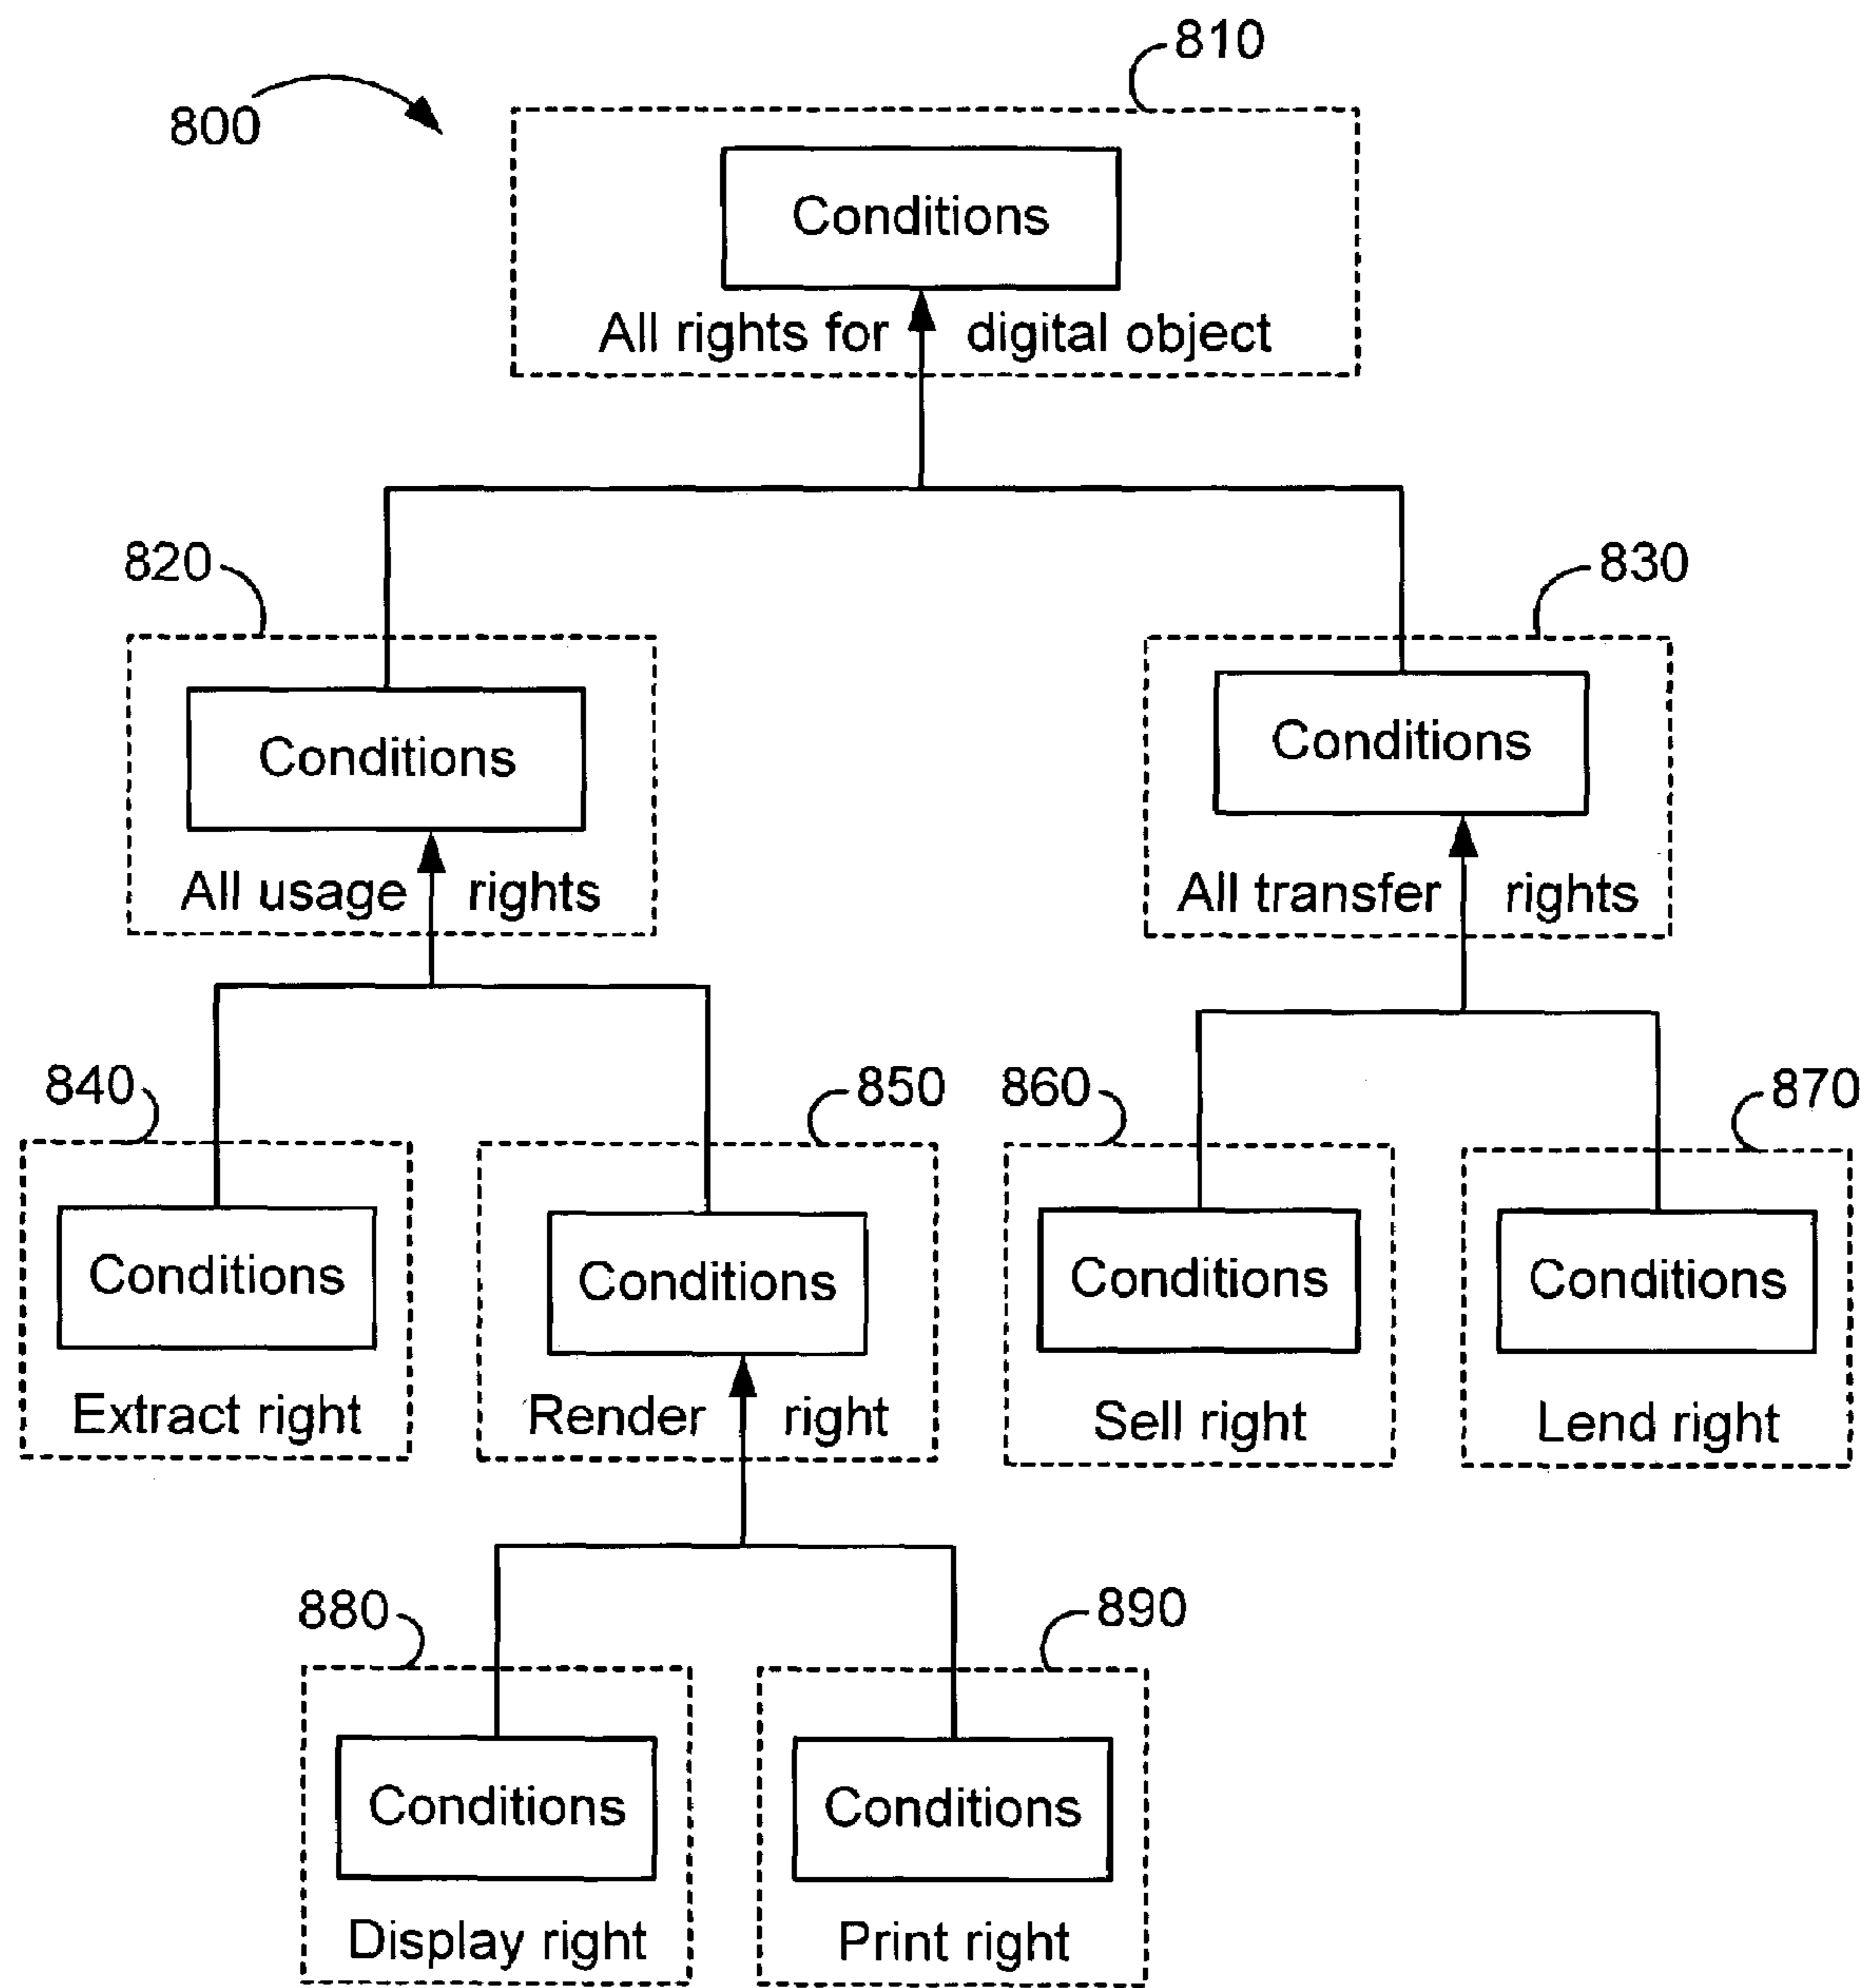 810
800
Conditions
All rights for digital object
820
830
Conditions
Conditions
All usage rights
All transfer rights
840
850
860
870
Conditions
Conditions
Conditions
Conditions
Extract right
Render right
Sell right
Lend right
880
890
Conditions
Conditions
Display right
Print right